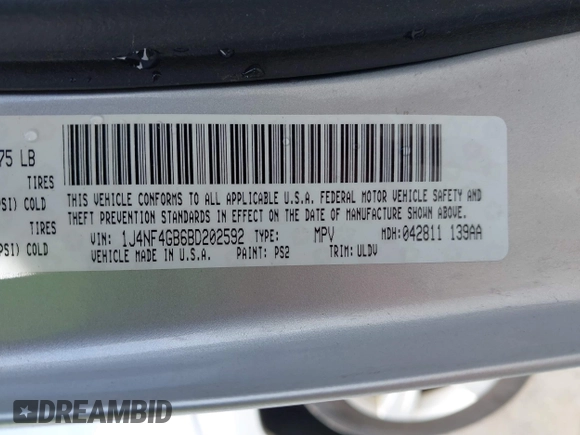 75 LB
TIRES
PSI) COLD
TIRES
PSI) COLD
THIS VEHICLE CONFORMS TO ALL APPLICABLE U.S.A. FEDERAL MOTOR VEHICLE SAFETY AND
THEFT PREVENTION STANDARDS IN EFFECT ON THE DATE OF MANUFACTURE SHOWN ABOVE.
VIN: 1J4NF4GB6BD202592 TYPE: MPV MDH: 042811 139AA
VEHICLE MADE IN U.S.A. PAINT: PS2 TRIM: ULDV
DREAMBID